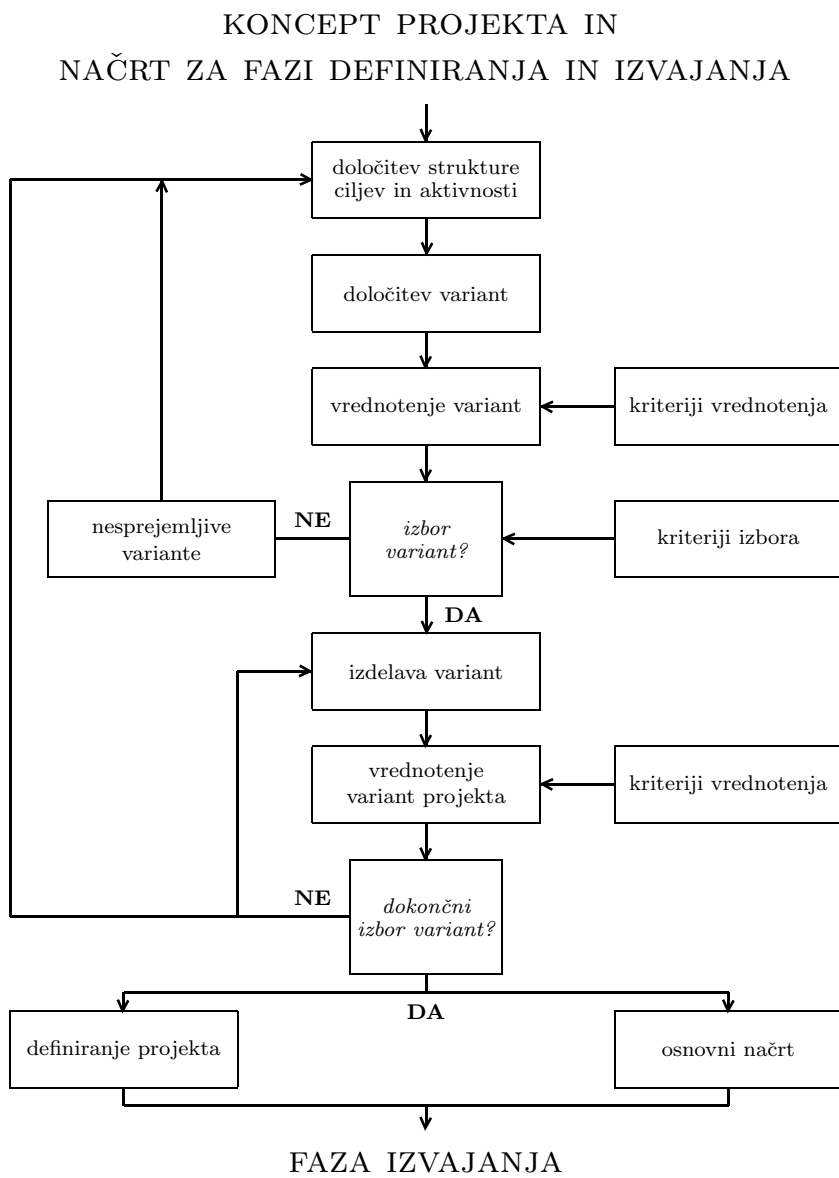 KONCEPT PROJEKTA IN
NAČRT ZA FAZI DEFINIRANJA IN IZVAJANJA
določitev strukture
ciljev in aktivnosti
določitev variant
vrednotenje variant
kriteriji vrednotenja
nesprejemljive
variante
NE
izbor
variant?
kriteriji izbora
DA
izdelava variant
vrednotenje
variant projekta
kriteriji vrednotenja
NE
dokončni
izbor variant?
DA
definiranje projekta
osnovni načrt
FAZA IZVAJANJA